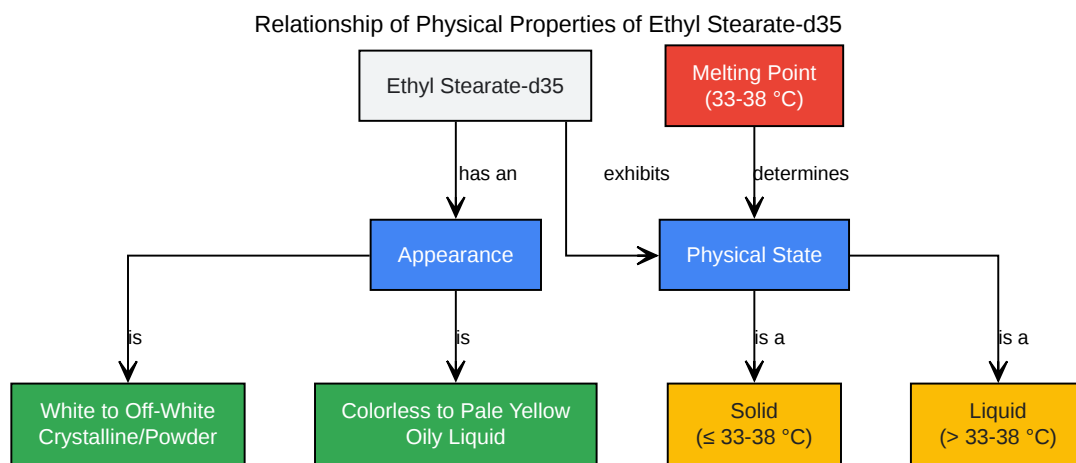 Relationship of Physical Properties of Ethyl Stearate-d35
Ethyl Stearate-d35
Melting Point
(33-38 °C)
has an
exhibits
determines
Appearance
Physical State
is
is
is a
is a
White to Off-White
Crystalline/Powder
Colorless to Pale Yellow
Oily Liquid
Solid
(≤ 33-38 °C)
Liquid
(> 33-38 °C)